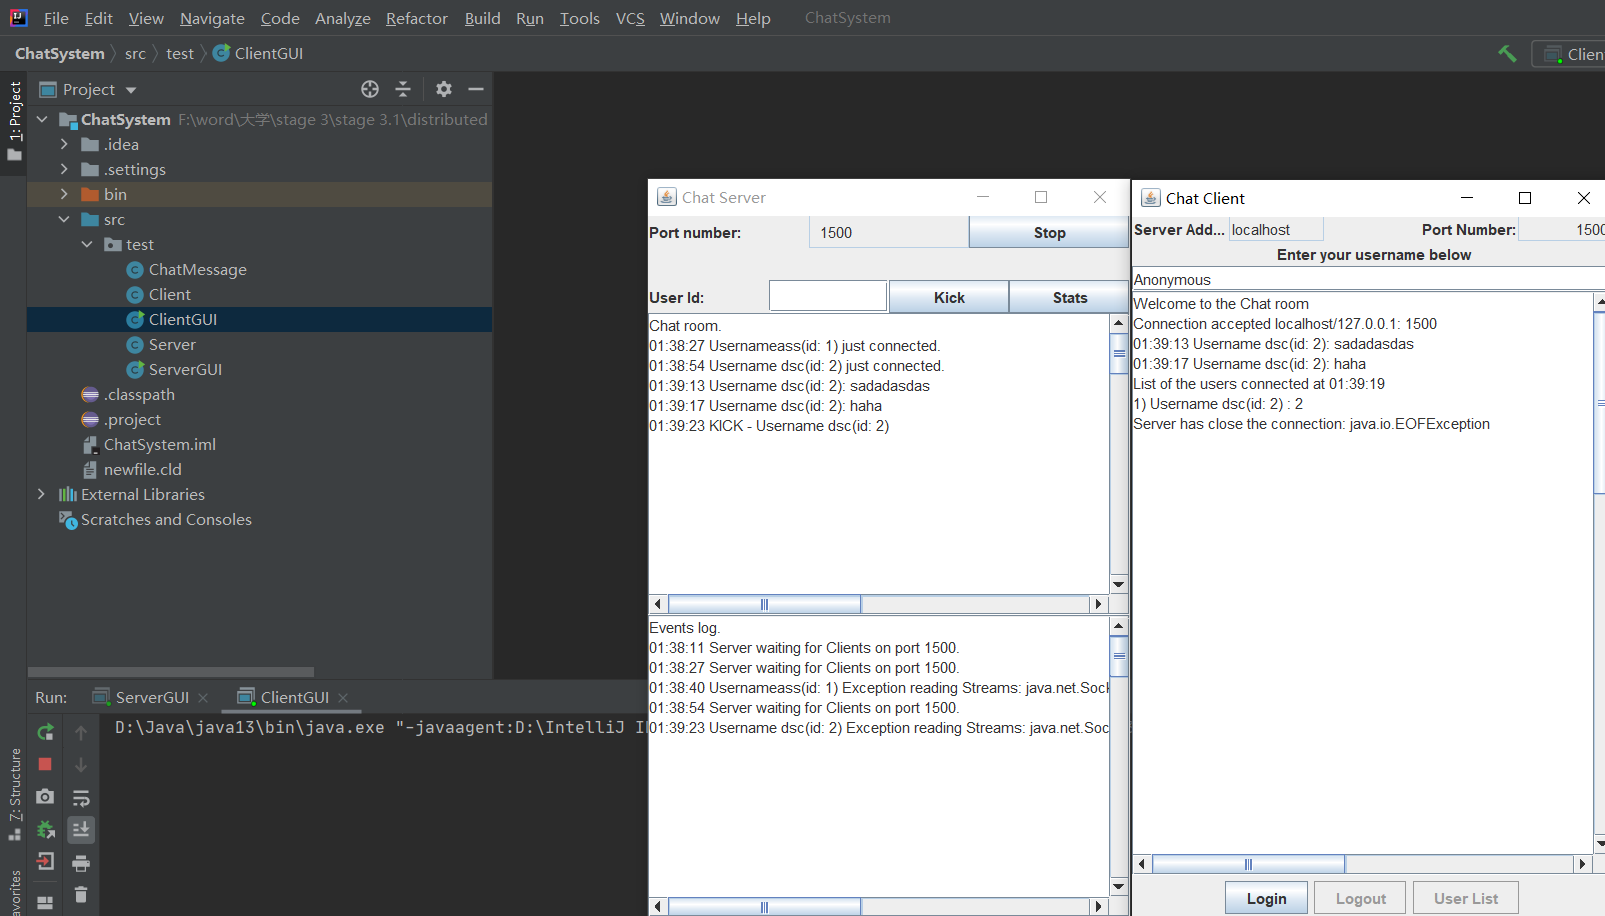 File Edit View Navigate Code Analyze Refactor Build Run Tools VCS Window Help ChatSystem
ChatSystem src test ClientGUI
Clien
1: Project
Project
ChatSystem F:\word\大学\stage 3\stage 3.1\distributed
.idea
.settings
bin
src
test
ChatMessage
Client
ClientGUI
Server
ServerGUI
.classpath
.project
ChatSystem.iml
newfile.cld
External Libraries
Scratches and Consoles
Chat Server
Port number: 1500 Stop
User Id: Kick Stats
Chat room.
01:38:27 Usernameass(id: 1) just connected.
01:38:54 Username dsc(id: 2) just connected.
01:39:13 Username dsc(id: 2): sadadasdas
01:39:17 Username dsc(id: 2): haha
01:39:23 KICK - Username dsc(id: 2)
Events log.
01:38:11 Server waiting for Clients on port 1500.
01:38:27 Server waiting for Clients on port 1500.
01:38:40 Usernameass(id: 1) Exception reading Streams: java.net.Sock
01:38:54 Server waiting for Clients on port 1500.
01:39:23 Username dsc(id: 2) Exception reading Streams: java.net.Soc
Chat Client
Server Add... localhost Port Number: 1500
Enter your username below
Anonymous
Welcome to the Chat room
Connection accepted localhost/127.0.0.1: 1500
01:39:13 Username dsc(id: 2): sadadasdas
01:39:17 Username dsc(id: 2): haha
List of the users connected at 01:39:19
1) Username dsc(id: 2) : 2
Server has close the connection: java.io.EOFException
Login Logout User List
Run: ServerGUI ClientGUI
D:\Java\java13\bin\java.exe "-javaagent:D:\IntelliJ I
7: Structure
avorites